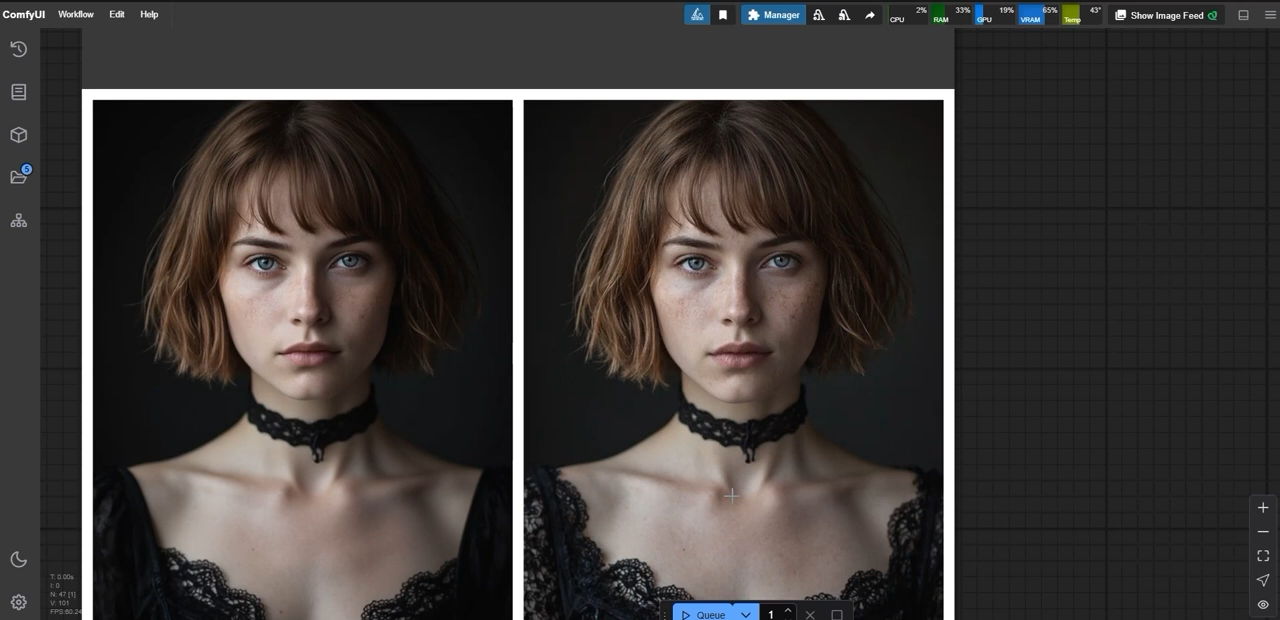 ComfyUI Workflow Edit Help Manager CPU 2% RAM 33% GPU 19% VRAM 65% Temp 43° Show Image Feed
5
T: 0.00s
I: 0
N: 47 [1]
V: 101
FPS:60.24
Queue 1